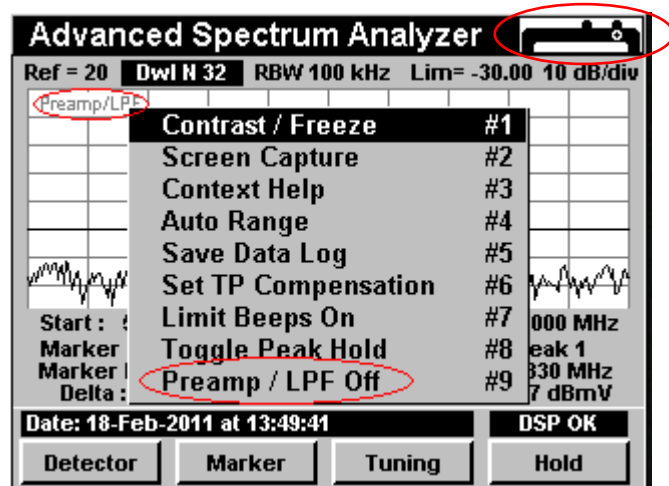 Advanced Spectrum Analyzer
Ref = 20 Dwl N 32 RBW 100 kHz Lim= -30.00 10 dB/div
Preamp/LPF
Contrast / Freeze #1
Screen Capture #2
Context Help #3
Auto Range #4
Save Data Log #5
Set TP Compensation #6
Limit Beeps On #7
Toggle Peak Hold #8
Preamp / LPF Off #9
Start : 000 MHz
Marker eak 1
Marker 330 MHz
Delta : 7 dBmV
Date: 18-Feb-2011 at 13:49:41 DSP OK
Detector Marker Tuning Hold